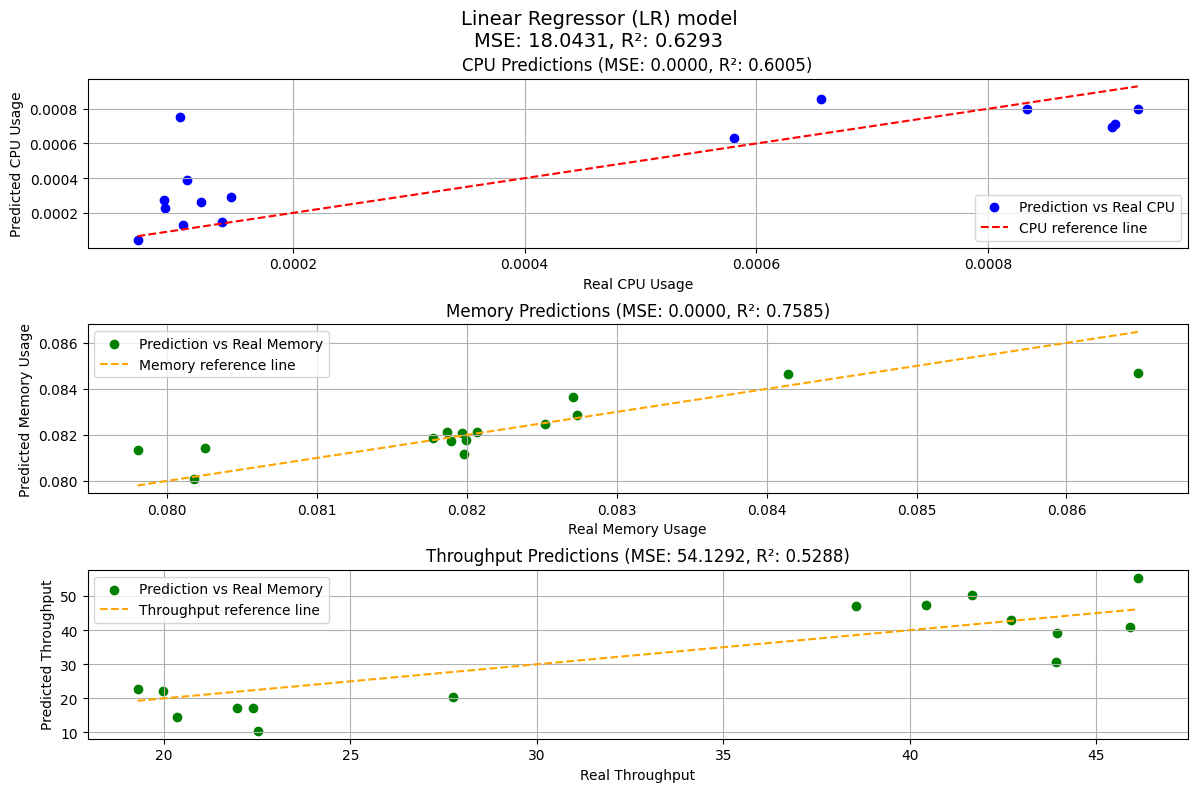 Linear Regressor (LR) model
MSE: 18.0431, R²: 0.6293
CPU Predictions (MSE: 0.0000, R²: 0.6005)
Predicted CPU Usage
0.0008
0.0006
0.0004
0.0002
Prediction vs Real CPU
CPU reference line
0.0002 0.0004 0.0006 0.0008
Real CPU Usage
Memory Predictions (MSE: 0.0000, R²: 0.7585)
Predicted Memory Usage
0.086
0.084
0.082
0.080
Prediction vs Real Memory
Memory reference line
0.080 0.081 0.082 0.083 0.084 0.085 0.086
Real Memory Usage
Throughput Predictions (MSE: 54.1292, R²: 0.5288)
Predicted Throughput
50
40
30
20
10
Prediction vs Real Memory
Throughput reference line
20 25 30 35 40 45
Real Throughput